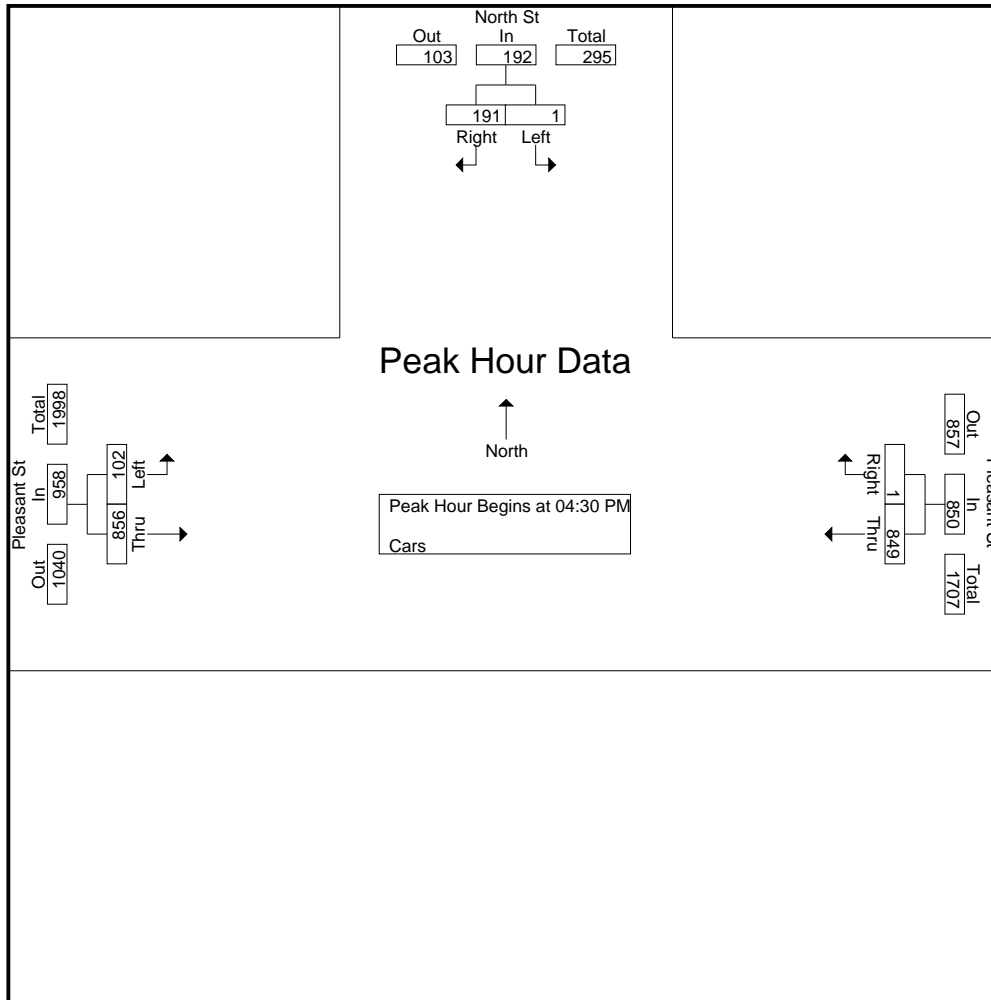 North St
Out In Total
103 192 295
191 1
Right Left
Peak Hour Data
North
Peak Hour Begins at 04:30 PM
Cars
Pleasant St
Total In Out
1998 958 1040
102 856
Left Thru
Out In Total
857 850 1707
Right Thru
1 849